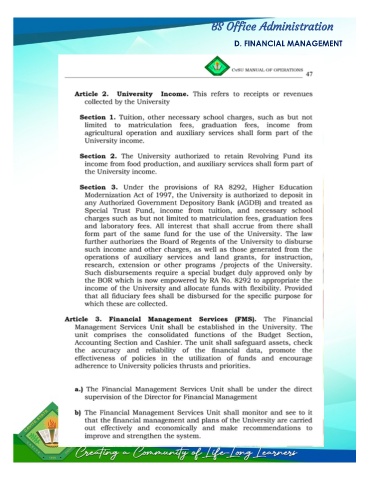 BS Office Administration
D. FINANCIAL MANAGEMENT
CvSU MANUAL OF OPERATIONS
47
Article 2. University Income. This refers to receipts or revenues
collected by the University
Section 1. Tuition, other necessary school charges, such as but not
limited to matriculation fees, graduation fees, income from
agricultural operation and auxiliary services shall form part of the
University income.
Section 2. The University authorized to retain Revolving Fund its
income from food production, and auxiliary services shall form part of
the University income.
Section 3. Under the provisions of RA 8292, Higher Education
Modernization Act of 1997, the University is authorized to deposit in
any Authorized Government Depository Bank (AGDB) and treated as
Special Trust Fund, income from tuition, and necessary school
charges such as but not limited to matriculation fees, graduation fees
and laboratory fees. All interest that shall accrue from there shall
form part of the same fund for the use of the University. The law
further authorizes the Board of Regents of the University to disburse
such income and other charges, as well as those generated from the
operations of auxiliary services and land grants, for instruction,
research, extension or other programs /projects of the University.
Such disbursements require a special budget duly approved only by
the BOR which is now empowered by RA No. 8292 to appropriate the
income of the University and allocate funds with flexibility. Provided
that all fiduciary fees shall be disbursed for the specific purpose for
which these are collected.
Article 3. Financial Management Services (FMS). The Financial
Management Services Unit shall be established in the University. The
unit comprises the consolidated functions of the Budget Section,
Accounting Section and Cashier. The unit shall safeguard assets, check
the accuracy and reliability of the financial data, promote the
effectiveness of policies in the utilization of funds and encourage
adherence to University policies thrusts and priorities.
a.) The Financial Management Services Unit shall be under the direct
supervision of the Director for Financial Management
b) The Financial Management Services Unit shall monitor and see to it
that the financial management and plans of the University are carried
out effectively and economically and make recommendations to
improve and strengthen the system.
Creating a Community of Life-Long Learners